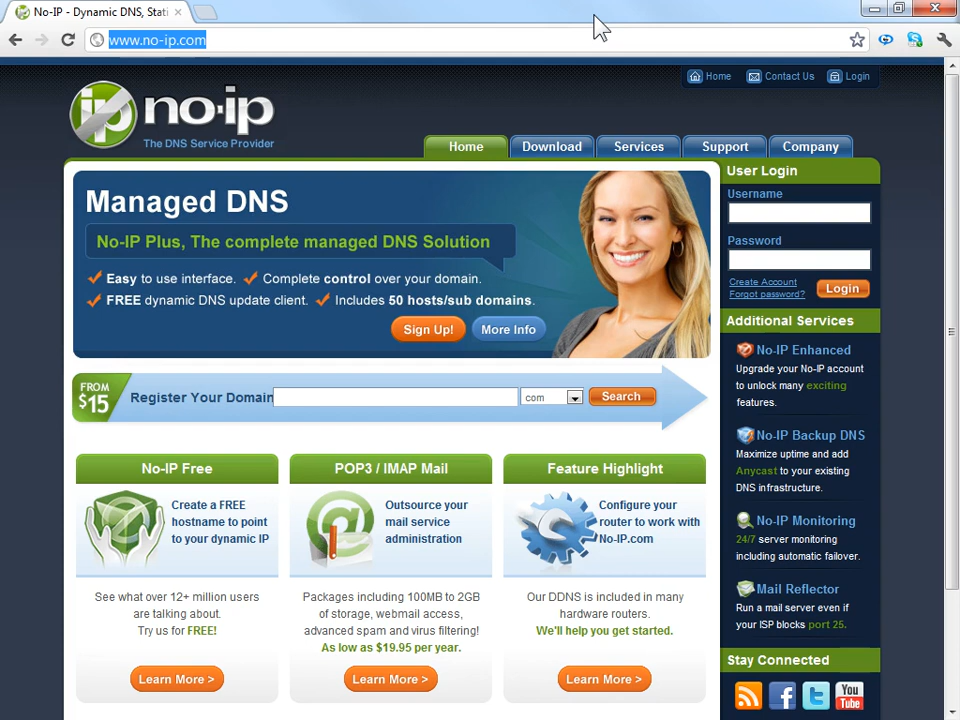 No-IP - Dynamic DNS, Stati
www.no-ip.com
Home
Contact Us
Login
ip no-ip
The DNS Service Provider
Home
Download
Services
Support
Company
Managed DNS
No-IP Plus, The complete managed DNS Solution
Easy to use interface. Complete control over your domain.
FREE dynamic DNS update client. Includes 50 hosts/sub domains.
Sign Up!
More Info
User Login
Username
Password
Create Account
Forgot password?
Login
FROM
$15
Register Your Domain
com
Search
No-IP Free
Create a FREE
hostname to point
to your dynamic IP
See what over 12+ million users
are talking about.
Try us for FREE!
Learn More >
POP3 / IMAP Mail
@
Outsource your
mail service
administration
Packages including 100MB to 2GB
of storage, webmail access,
advanced spam and virus filtering!
As low as $19.95 per year.
Learn More >
Feature Highlight
Configure your
router to work with
No-IP.com
Our DDNS is included in many
hardware routers.
We'll help you get started.
Learn More >
Additional Services
No-IP Enhanced
Upgrade your No-IP account
to unlock many exciting
features.
No-IP Backup DNS
Maximize uptime and add
Anycast to your existing
DNS infrastructure.
No-IP Monitoring
24/7 server monitoring
including automatic failover.
Mail Reflector
Run a mail server even if
your ISP blocks port 25.
Stay Connected
You
Tube